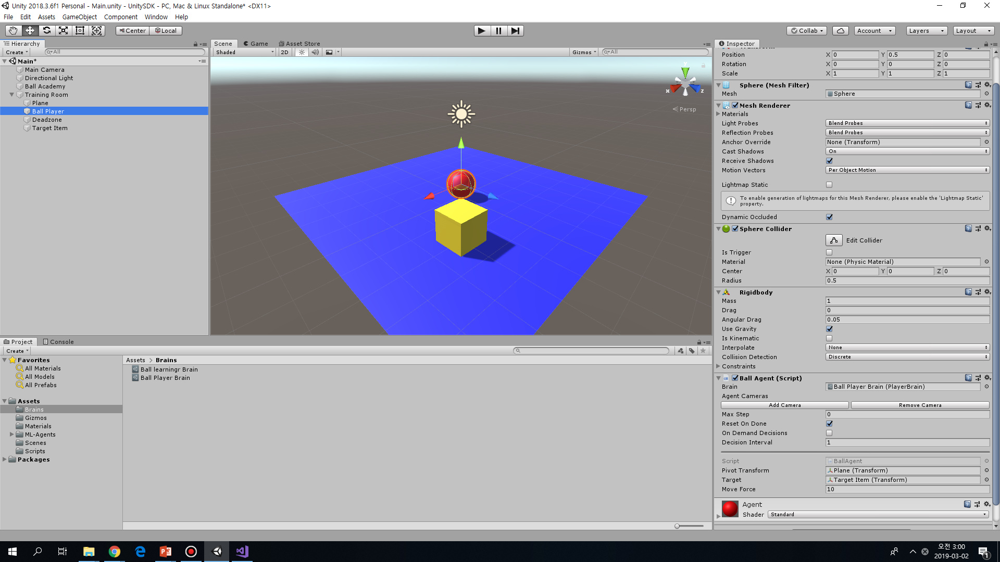 Unity 2018.3.6f1 Personal - Main.unity - UnitySDK - PC, Mac & Linux Standalone* <DX11>
File Edit Assets GameObject Component Window Help
Center Local Collab Account Layers Layout
Hierarchy
Create All
Main*
Main Camera
Directional Light
Ball Academy
Training Room
Plane
Ball Player
Deadzone
Target Item
Scene Game Asset Store
Shaded 2D Gizmos All
y
x z
Persp
Inspector
Transform
Position X 0 Y 0.5 Z 0
Rotation X 0 Y 0 Z 0
Scale X 1 Y 1 Z 1
Sphere (Mesh Filter)
Mesh Sphere
Mesh Renderer
Materials
Light Probes Blend Probes
Reflection Probes Blend Probes
Anchor Override None (Transform)
Cast Shadows On
Receive Shadows
Motion Vectors Per Object Motion
Lightmap Static
To enable generation of lightmaps for this Mesh Renderer, please enable the 'Lightmap Static'
property.
Dynamic Occluded
Sphere Collider
Edit Collider
Is Trigger
Material None (Physic Material)
Center X 0 Y 0 Z 0
Radius 0.5
Rigidbody
Mass 1
Drag 0
Angular Drag 0.05
Use Gravity
Is Kinematic
Interpolate None
Collision Detection Discrete
Constraints
Ball Agent (Script)
Brain Ball Player Brain (PlayerBrain)
Agent Cameras
Add Camera Remove Camera
Max Step 0
Reset On Done
On Demand Decisions
Decision Interval 1
Script BallAgent
Pivot Transform Plane (Transform)
Target Target Item (Transform)
Move Force 10
Agent
Shader Standard
Project Console
Create
Favorites
All Materials
All Models
All Prefabs
Assets
Brains
Gizmos
Materials
ML-Agents
Scenes
Scripts
Packages
Assets > Brains
Ball learningr Brain
Ball Player Brain
오전 3:00
2019-03-02
1